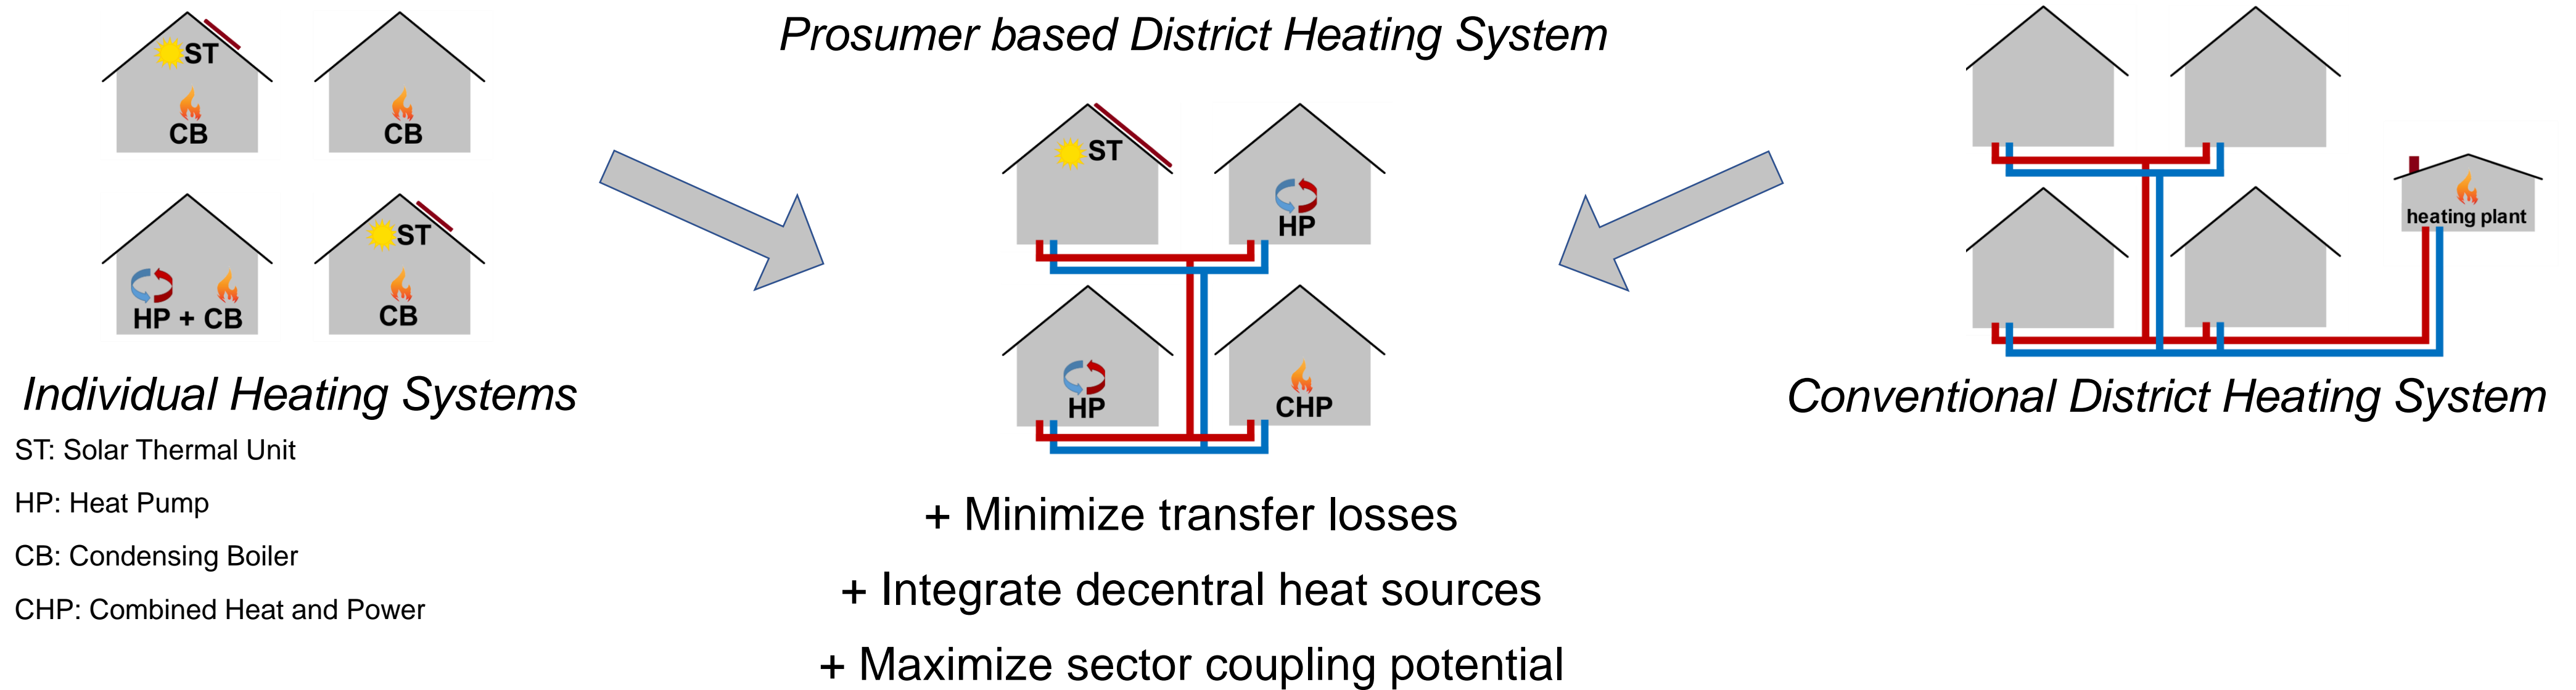 ST
CB
CB
HP + CB
ST
CB
Individual Heating Systems
ST: Solar Thermal Unit
HP: Heat Pump
CB: Condensing Boiler
CHP: Combined Heat and Power
Prosumer based District Heating System
ST
HP
HP
CHP
+ Minimize transfer losses
+ Integrate decentral heat sources
+ Maximize sector coupling potential
heating plant
Conventional District Heating System